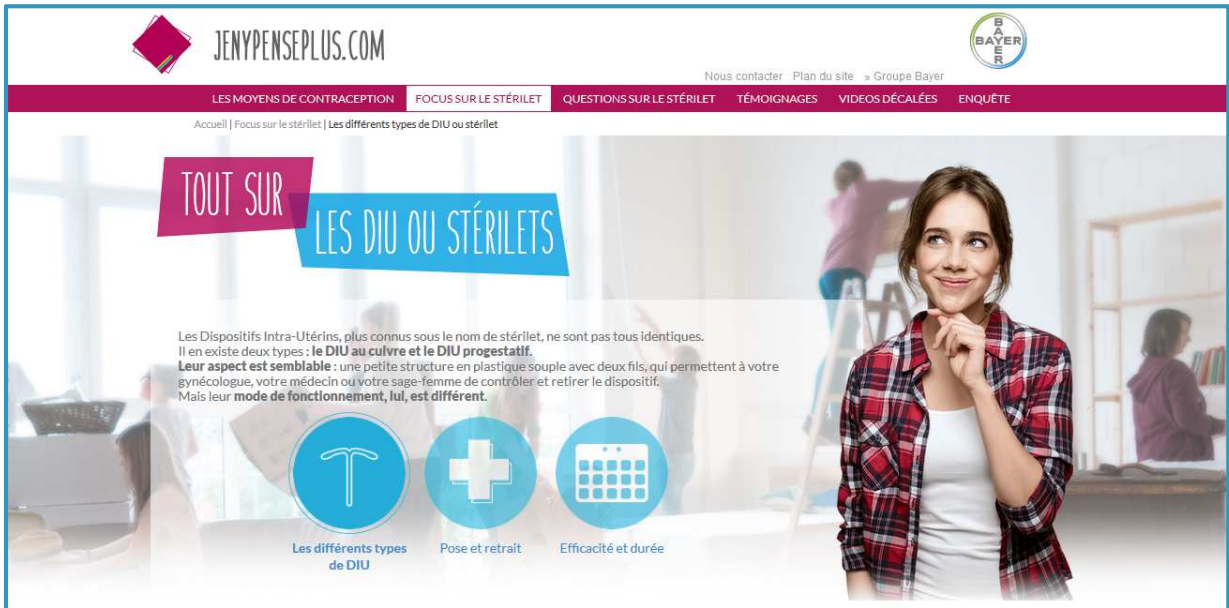 JENYPENSEPLUS.COM
BAYER
BAYER
Nous contacter Plan du site » Groupe Bayer
LES MOYENS DE CONTRACEPTION FOCUS SUR LE STÉRILET QUESTIONS SUR LE STÉRILET TÉMOIGNAGES VIDEOS DÉCALÉES ENQUÊTE
Accueil | Focus sur le stérilet | Les différents types de DIU ou stérilet
TOUT SUR
LES DIU OU STÉRILETS
Les Dispositifs Intra-Utérins, plus connus sous le nom de stérilet, ne sont pas tous identiques.
Il en existe deux types : le DIU au cuivre et le DIU progestatif.
Leur aspect est semblable : une petite structure en plastique souple avec deux fils, qui permettent à votre
gynécologue, votre médecin ou votre sage-femme de contrôler et retirer le dispositif.
Mais leur mode de fonctionnement, lui, est différent.
Les différents types
de DIU
Pose et retrait
Efficacité et durée